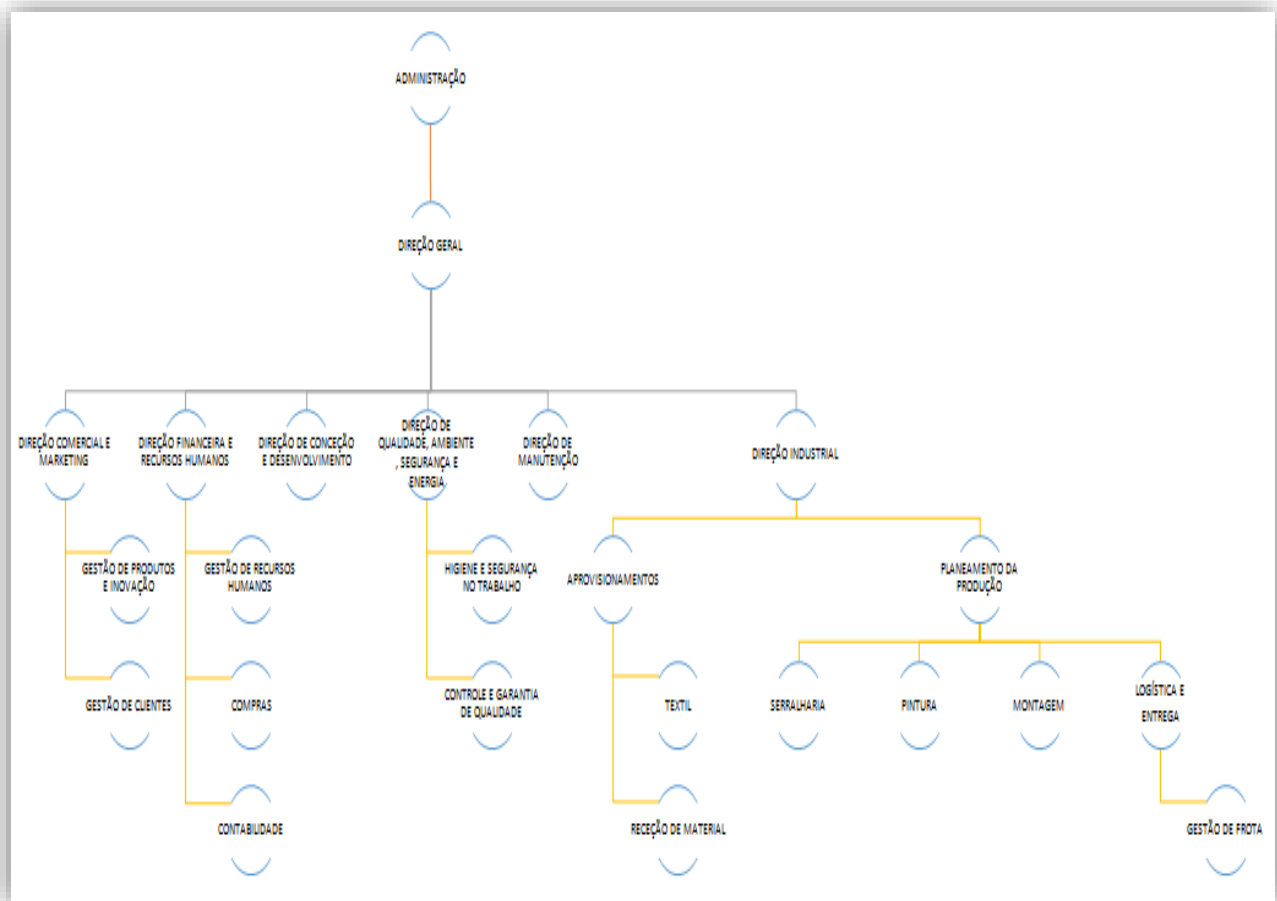 ADMINISTRAÇÃO
DIREÇÃO GERAL
DIREÇÃO COMERCIAL E
MARKETING
DIREÇÃO FINANCEIRA E
RECURSOS HUMANOS
DIREÇÃO DE CONCEÇÃO
E DESENVOLVIMENTO
DIREÇÃO DE
QUALIDADE, AMBIENTE
, SEGURANÇA E
ENERGIA
DIREÇÃO DE
MANUTENÇÃO
DIREÇÃO INDUSTRIAL
GESTÃO DE PRODUTOS
E INOVAÇÃO
GESTÃO DE RECURSOS
HUMANOS
HIGIENE E SEGURANÇA
NO TRABALHO
APROVISIONAMENTOS
PLANEAMENTO DA
PRODUÇÃO
GESTÃO DE CLIENTES
COMPRAS
CONTROLE E GARANTIA
DE QUALIDADE
TEXTIL
SERRALHARIA
PINTURA
MONTAGEM
LOGÍSTICA E
ENTREGA
CONTABILIDADE
RECEÇÃO DE MATERIAL
GESTÃO DE FROTA